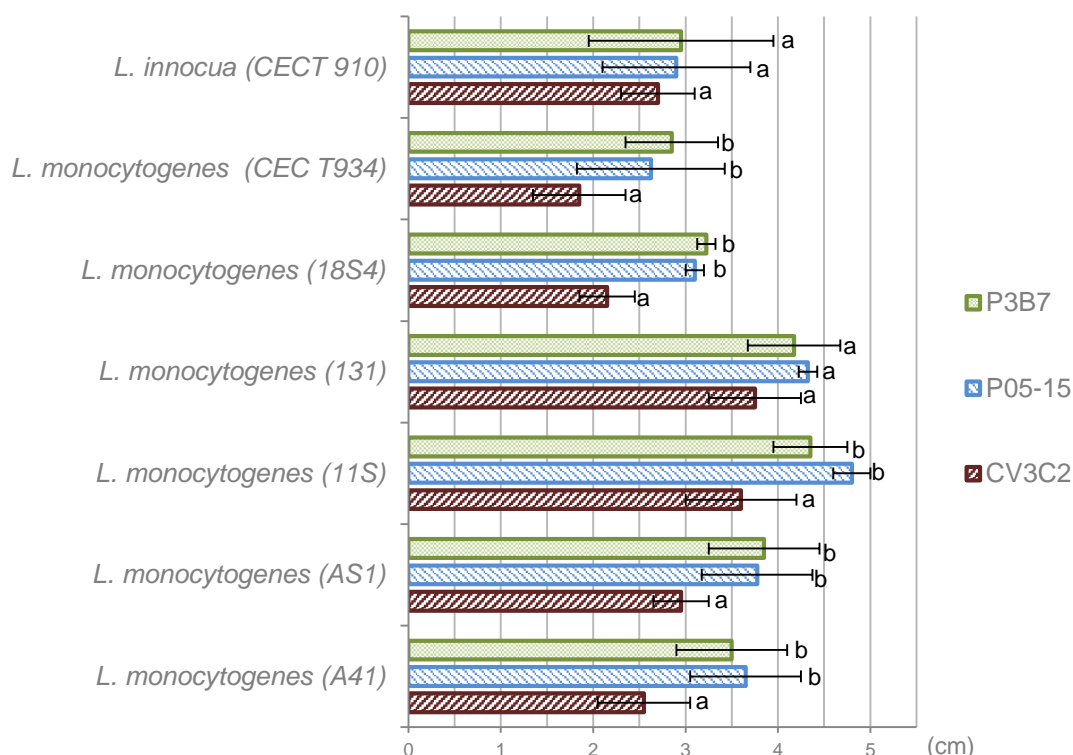 a
L. innocua (CECT 910)
a
a
b
L. monocytogenes (CEC T934)
b
a
b
L. monocytogenes (18S4)
b
a
P3B7
a
L. monocytogenes (131)
a
P05-15
a
b
L. monocytogenes (11S)
b
CV3C2
a
b
L. monocytogenes (AS1)
b
a
b
L. monocytogenes (A41)
b
a
0 1 2 3 4 5 (cm)